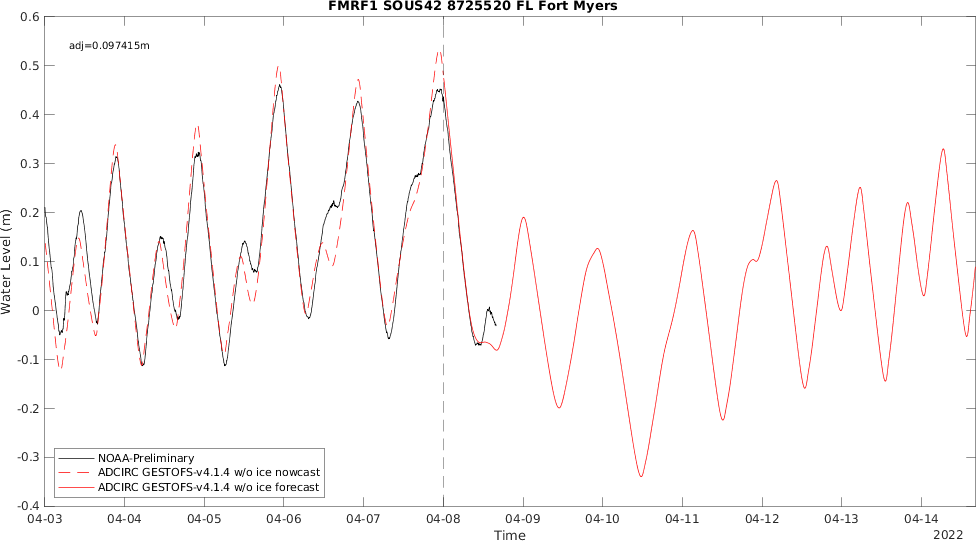 FMRF1 SOUS42 8725520 FL Fort Myers
adj=0.097415m
0.6
0.5
0.4
0.3
0.2
0.1
0
-0.1
-0.2
-0.3
-0.4
Water Level (m)
NOAA-Preliminary
ADCIRC GESTOFS-v4.1.4 w/o ice nowcast
ADCIRC GESTOFS-v4.1.4 w/o ice forecast
04-03 04-04 04-05 04-06 04-07 04-08 04-09 04-10 04-11 04-12 04-13 04-14
Time
2022